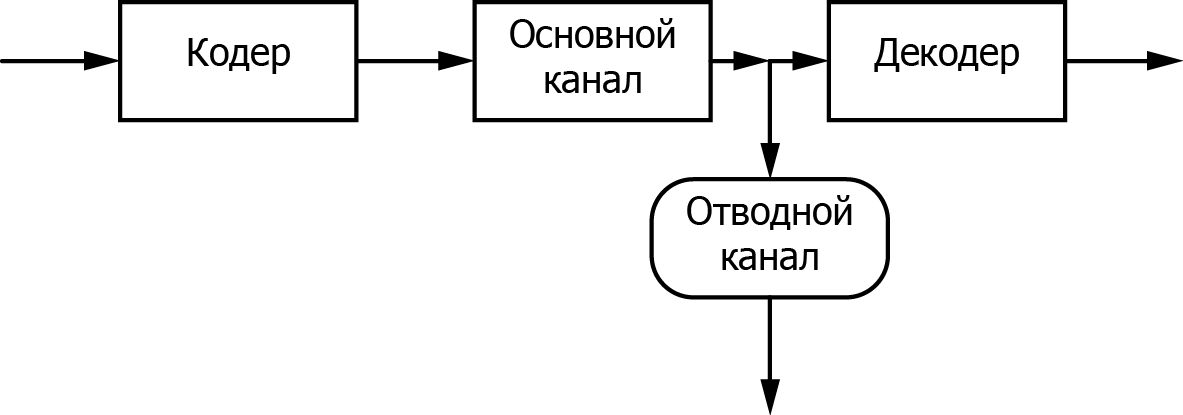 Кодер
Основной
канал
Декодер
Отводной
канал